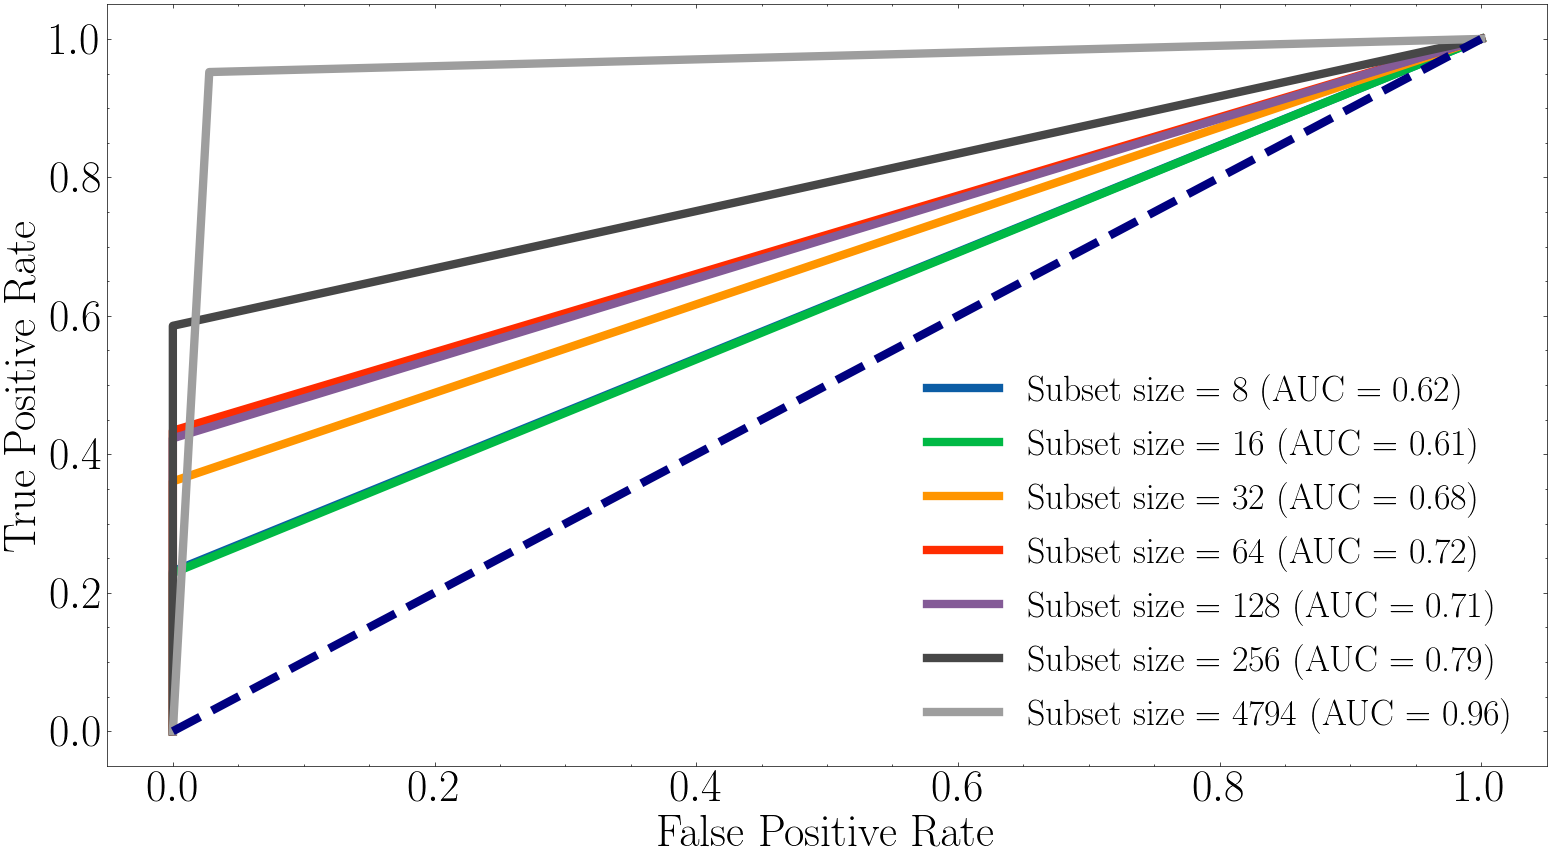 1.0
0.8
0.6
0.4
0.2
0.0
True Positive Rate
Subset size = 8 (AUC = 0.62)
Subset size = 16 (AUC = 0.61)
Subset size = 32 (AUC = 0.68)
Subset size = 64 (AUC = 0.72)
Subset size = 128 (AUC = 0.71)
Subset size = 256 (AUC = 0.79)
Subset size = 4794 (AUC = 0.96)
0.0 0.2 0.4 0.6 0.8 1.0
False Positive Rate